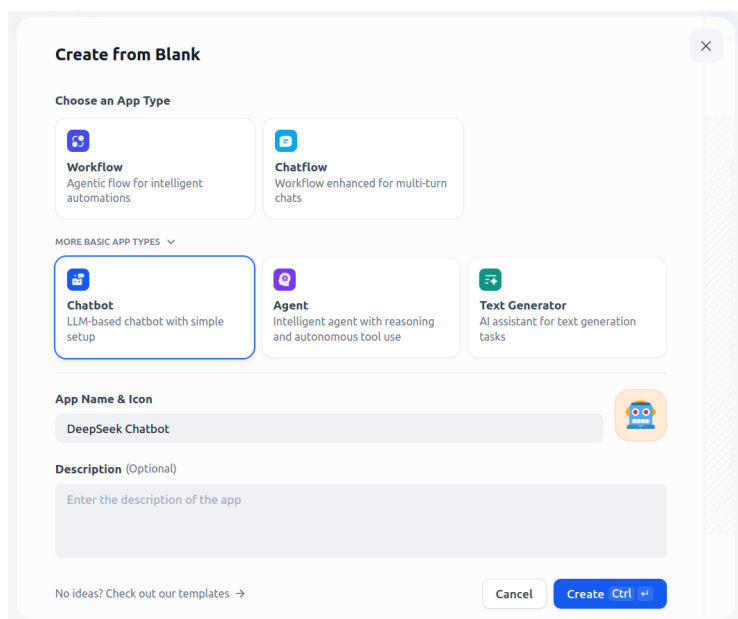 Create from Blank
Choose an App Type
Workflow
Agentic flow for intelligent
automations
Chatflow
Workflow enhanced for multi-turn
chats
MORE BASIC APP TYPES
Chatbot
LLM-based chatbot with simple
setup
Agent
Intelligent agent with reasoning
and autonomous tool use
Text Generator
AI assistant for text generation
tasks
App Name & Icon
DeepSeek Chatbot
Description (Optional)
Enter the description of the app
No ideas? Check out our templates →
Cancel
Create Ctrl ↵